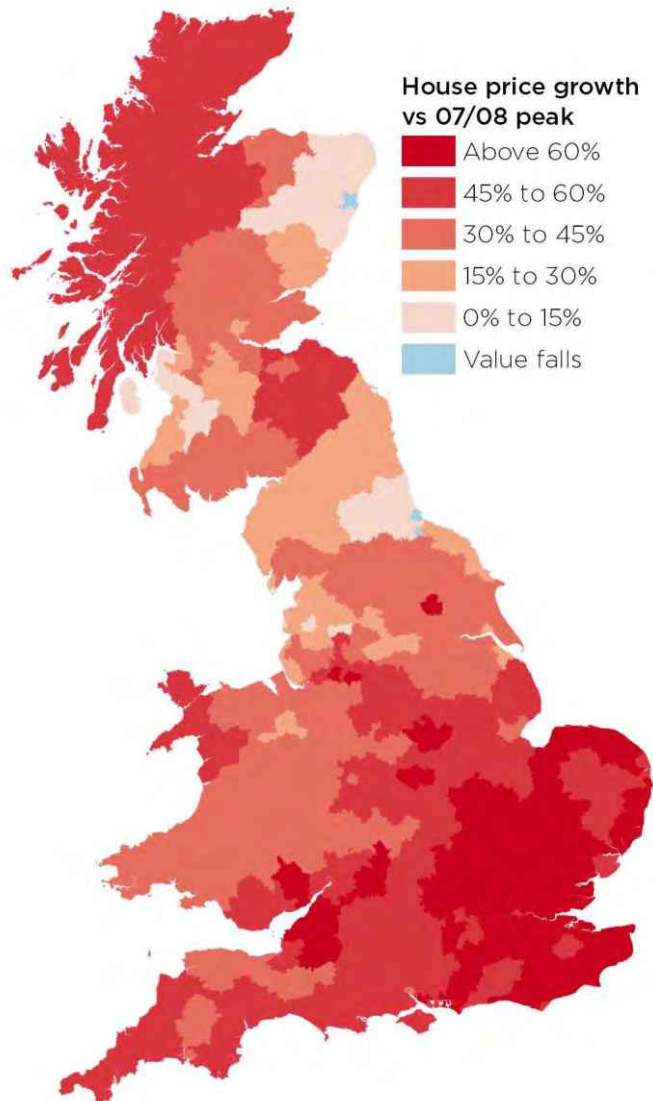 House price growth
vs 07/08 peak
Above 60%
45% to 60%
30% to 45%
15% to 30%
0% to 15%
Value falls